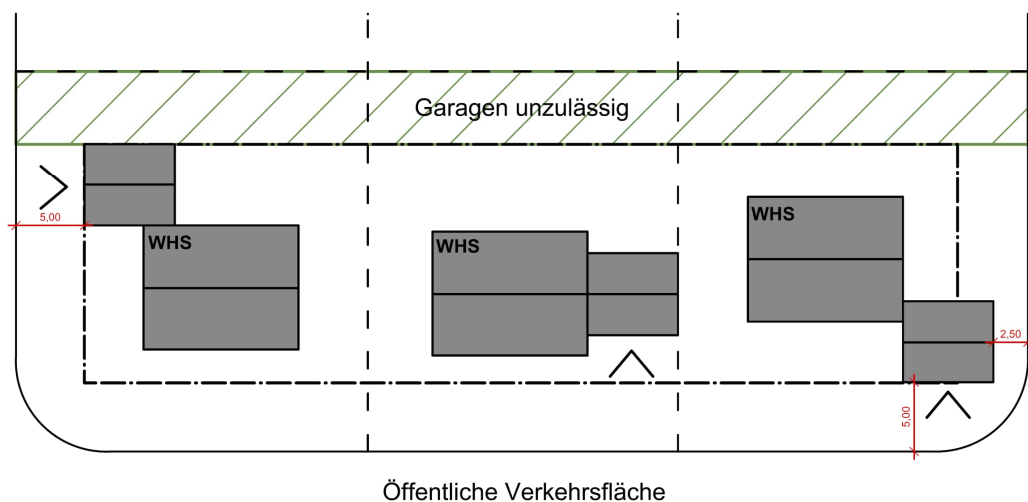 Garagen unzulässig
5,00
WHS
WHS
WHS
2,50
5,00
Öffentliche Verkehrsfläche